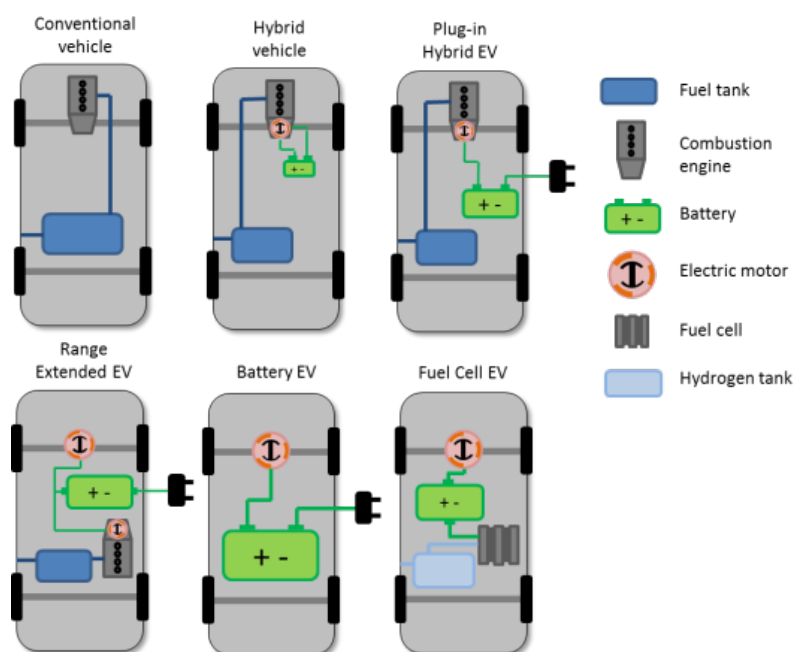 Conventional
vehicle
Hybrid
vehicle
Plug-in
Hybrid EV
Fuel tank
Combustion
engine
+ -
+ -
+ -
Battery
Electric motor
Fuel cell
Hydrogen tank
Range
Extended EV
Battery EV
Fuel Cell EV
+ -
+ -
+ -